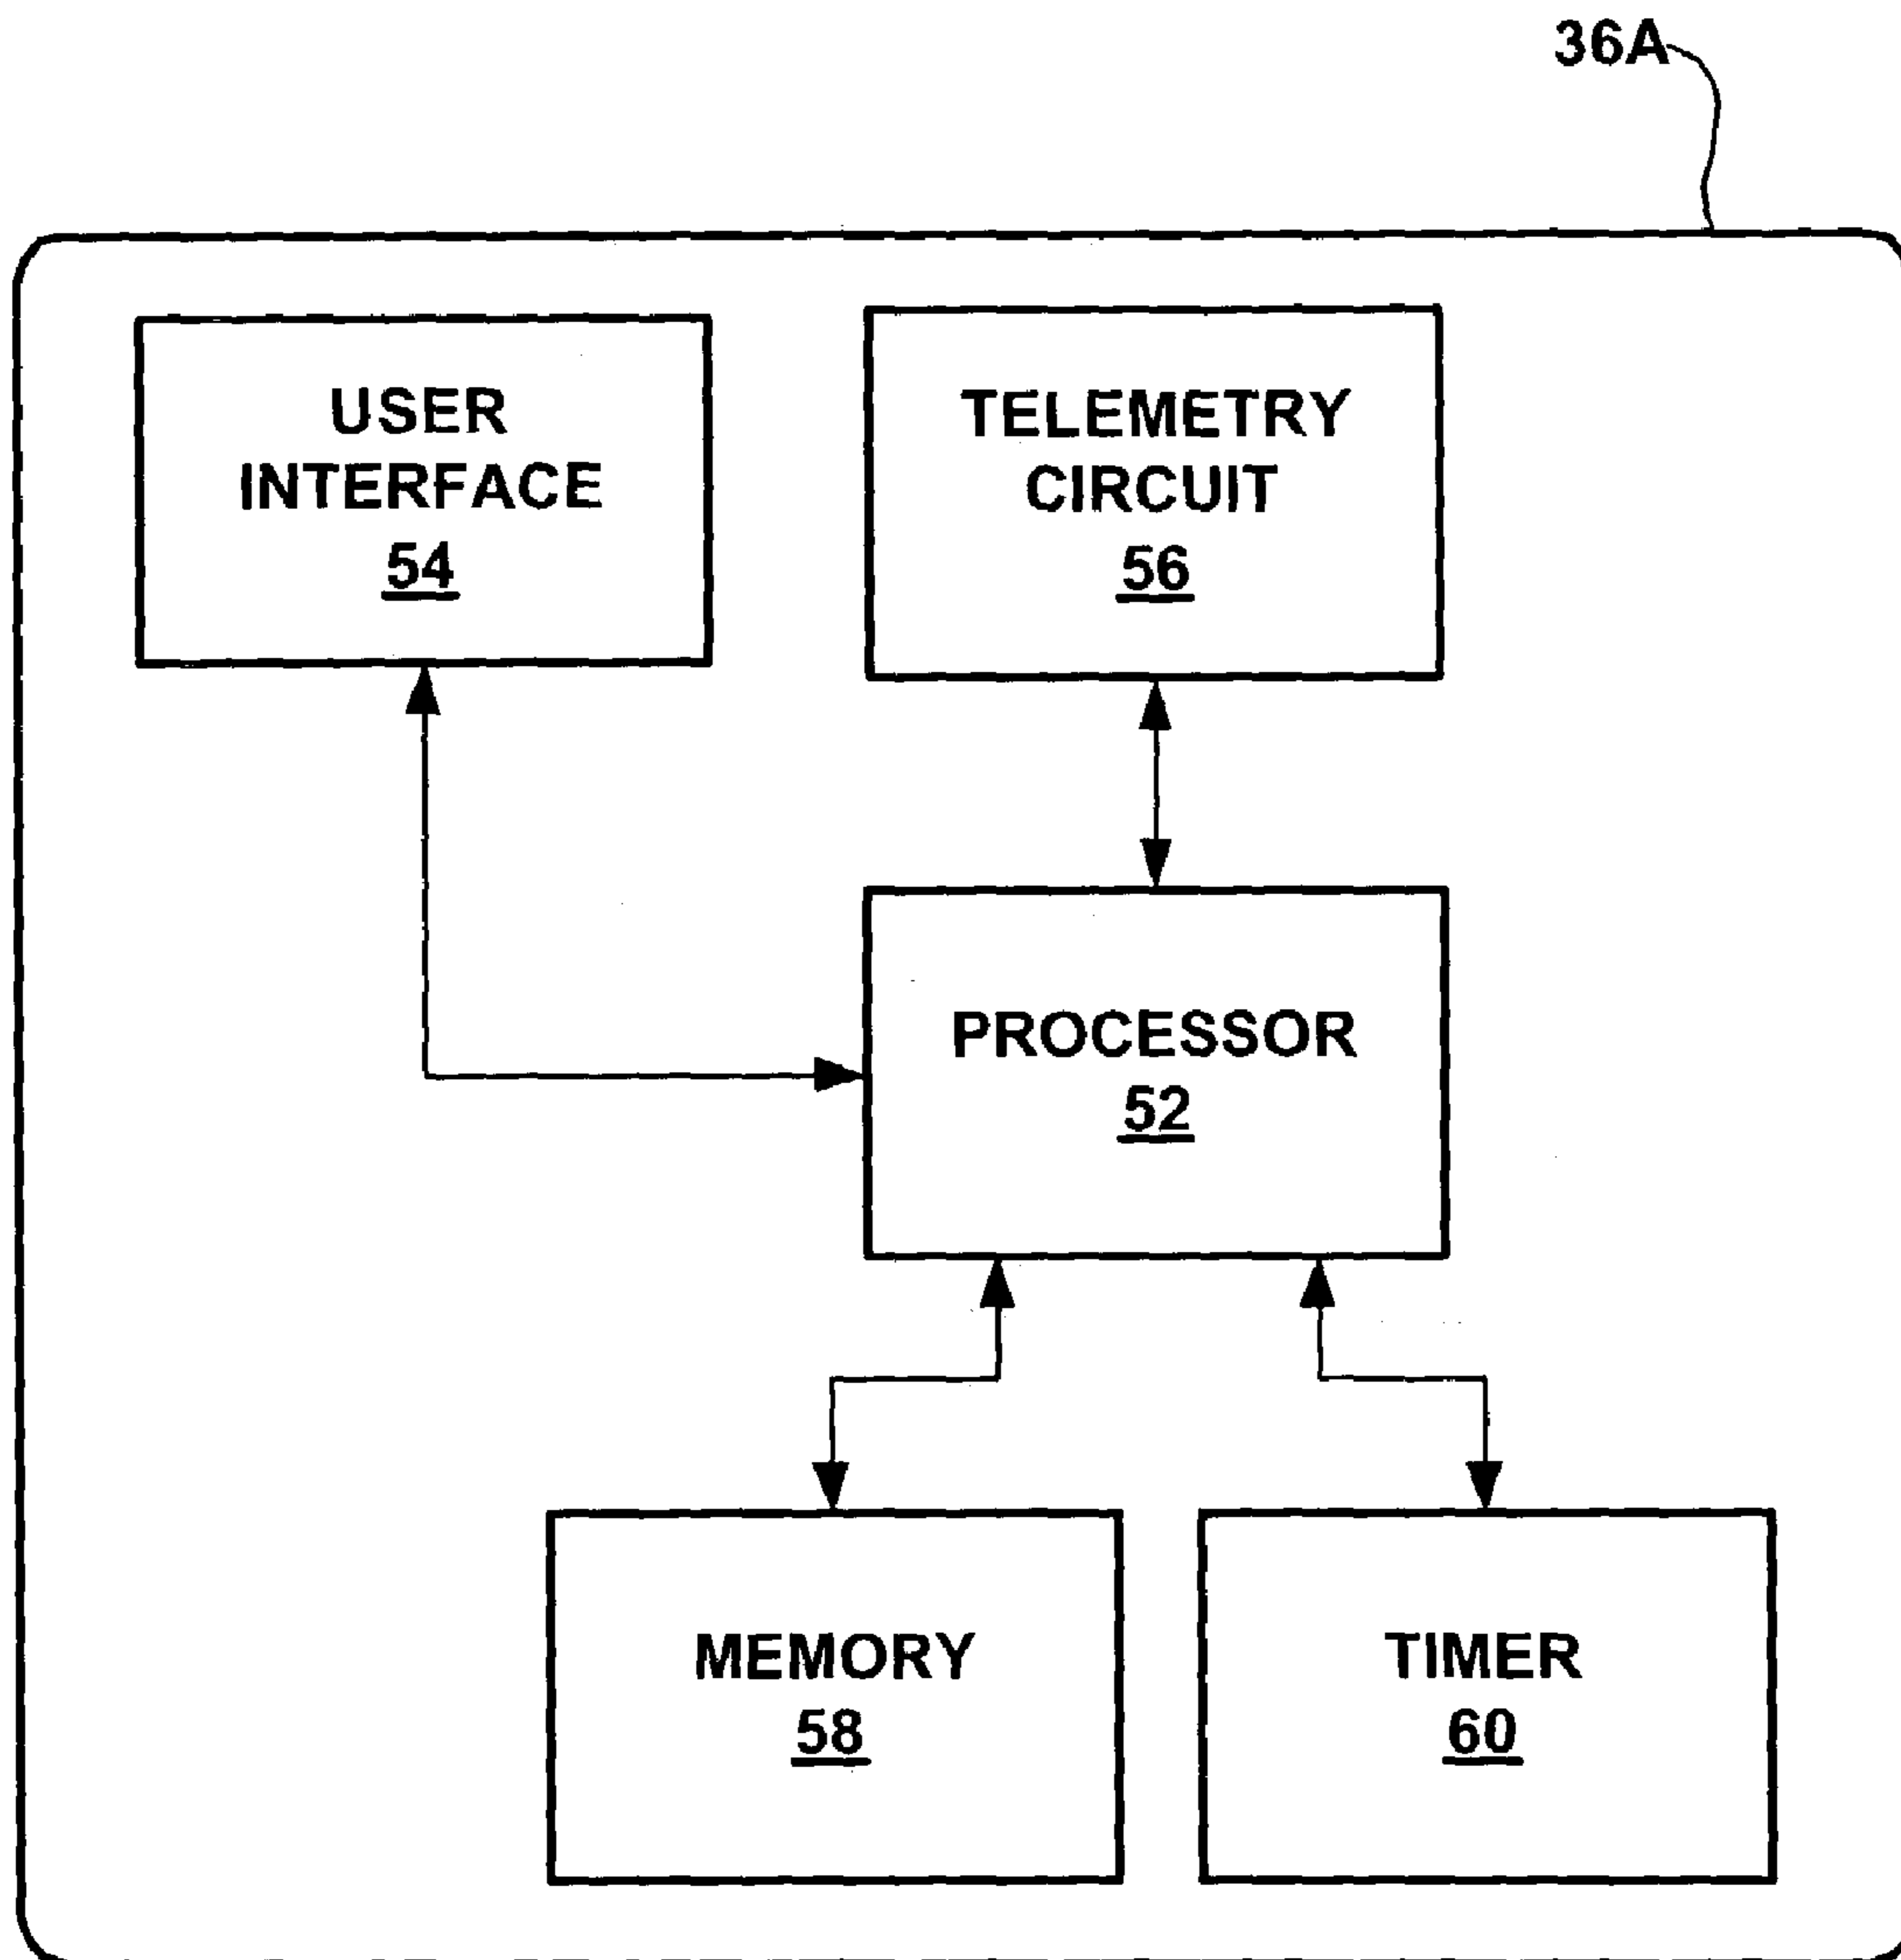 36A
USER
INTERFACE
54
TELEMETRY
CIRCUIT
56
PROCESSOR
52
MEMORY
58
TIMER
60